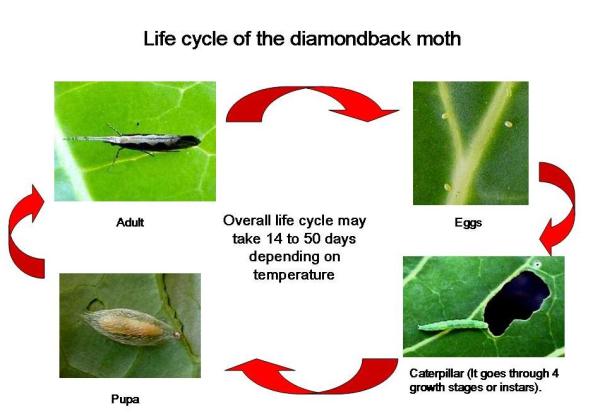 Life cycle of the diamondback moth
Adult
Eggs
Overall life cycle may
take 14 to 50 days
depending on
temperature
Caterpillar (It goes through 4
growth stages or instars).
Pupa